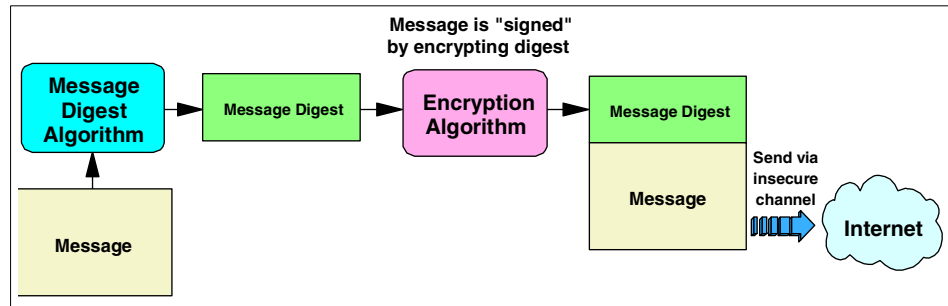 Message is "signed"
by encrypting digest
Message
Digest
Algorithm
Message Digest
Encryption
Algorithm
Message Digest
Message
Message
Send via
insecure
channel
Internet